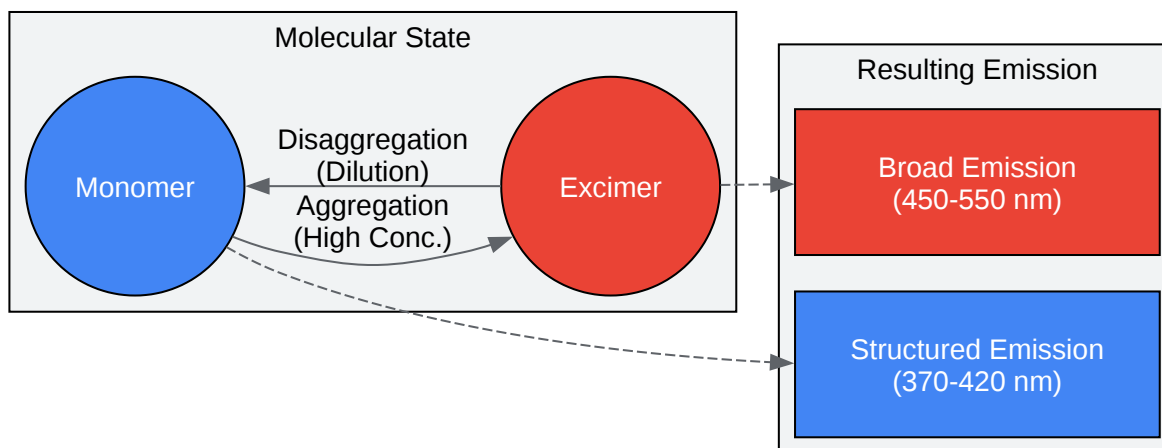 Molecular State
Monomer
Disaggregation
(Dilution)
Aggregation
(High Conc.)
Excimer
Resulting Emission
Broad Emission
(450-550 nm)
Structured Emission
(370-420 nm)